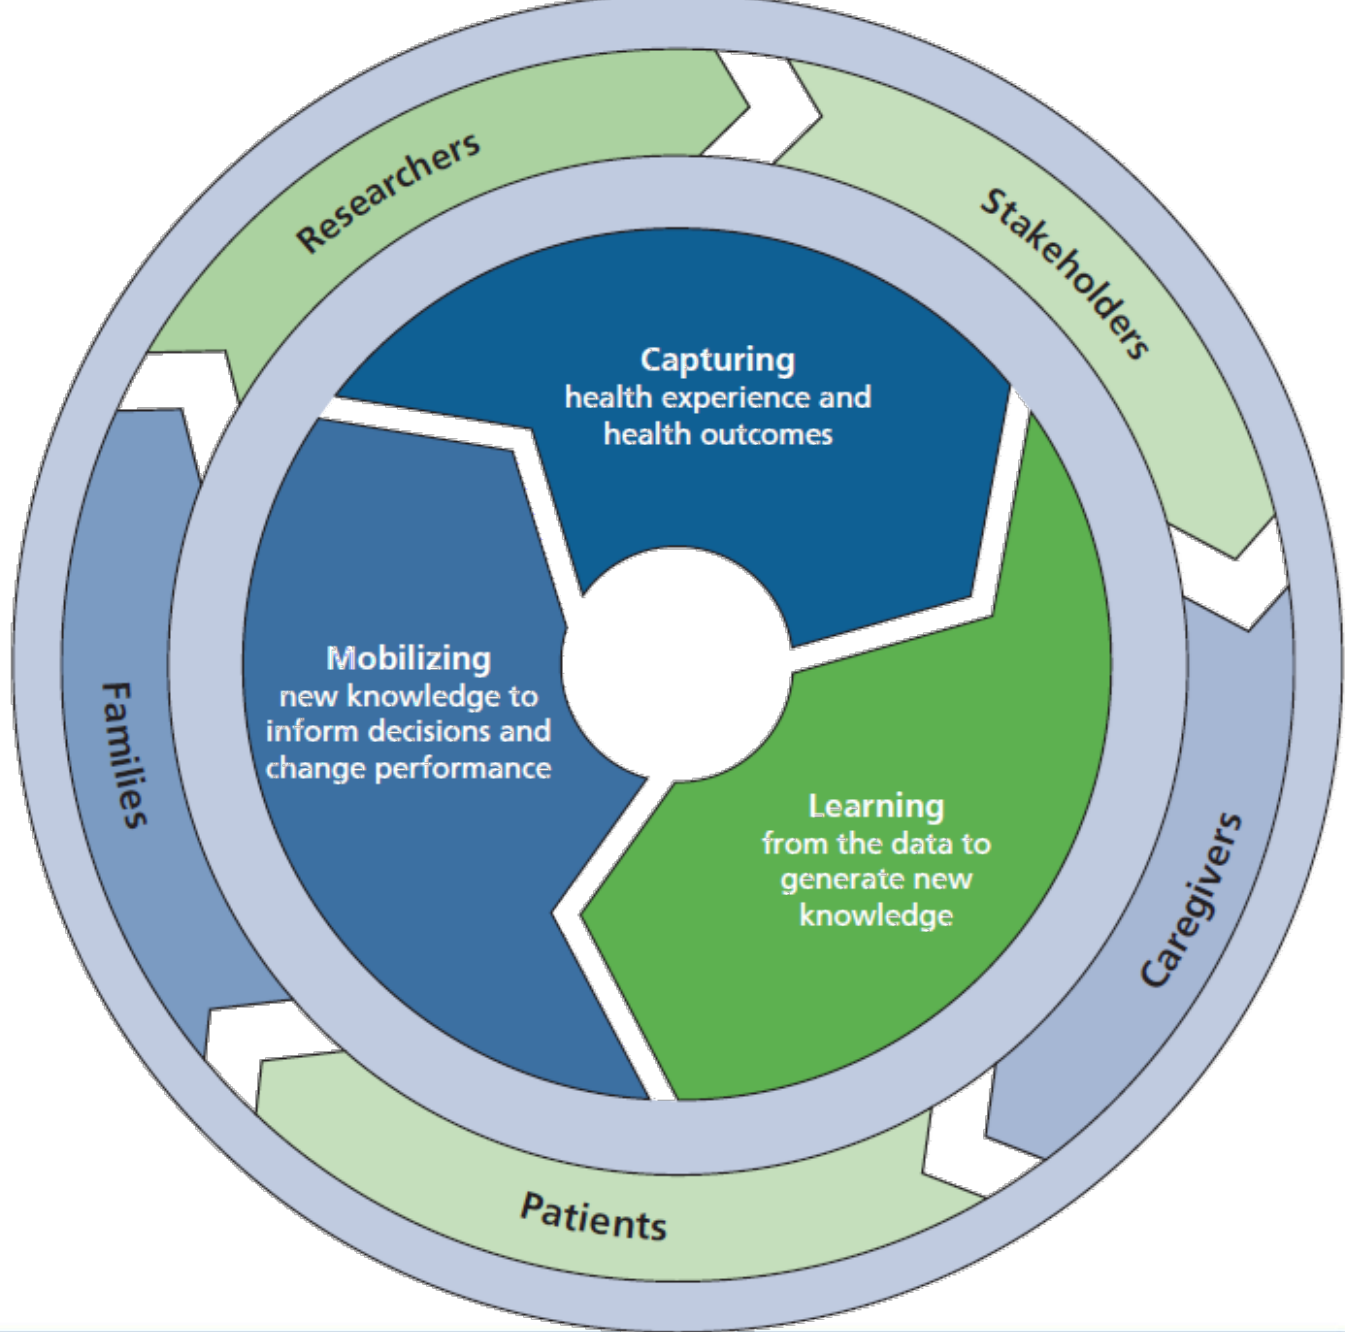 Researchers
Stakeholders
Capturing
health experience and
health outcomes
Mobilizing
new knowledge to
inform decisions and
change performance
Families
Learning
from the data to
generate new
knowledge
Caregivers
Patients